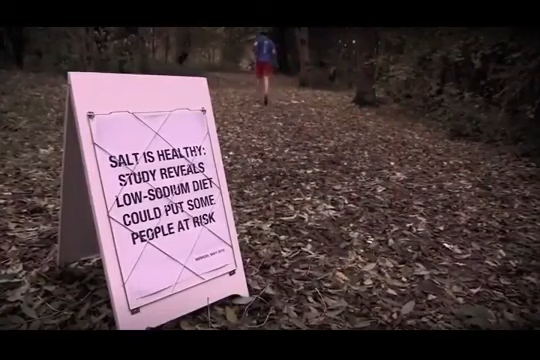 SALT IS HEALTHY:
STUDY REVEALS
LOW-SODIUM DIET
COULD PUT SOME
PEOPLE AT RISK